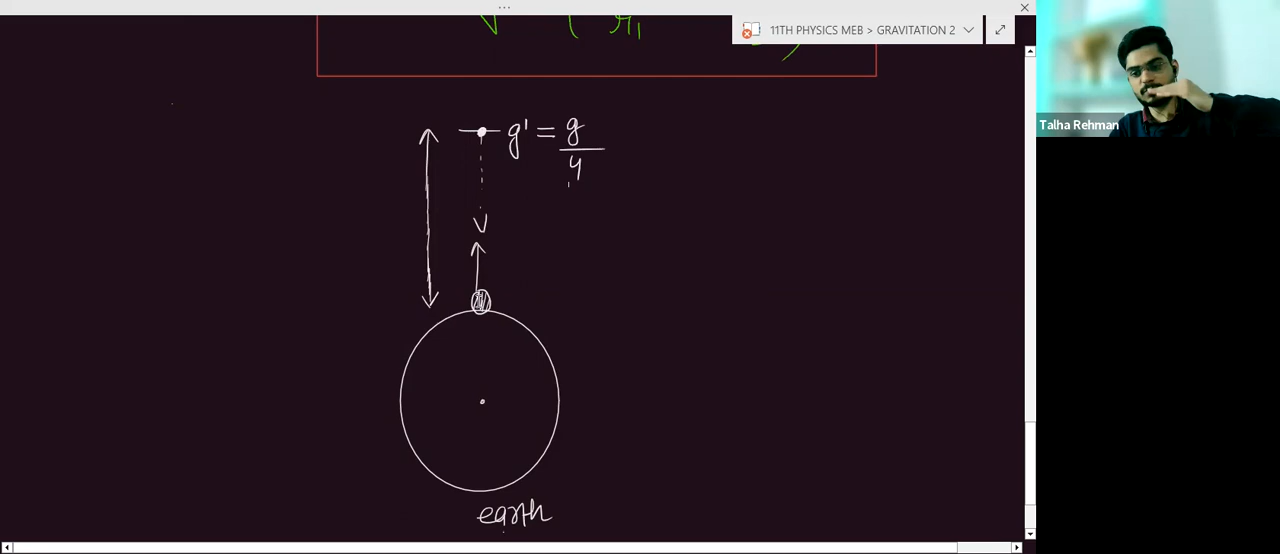 11TH PHYSICS MEB > GRAVITATION 2
Talha Rehman
g' = g/4
V
earth